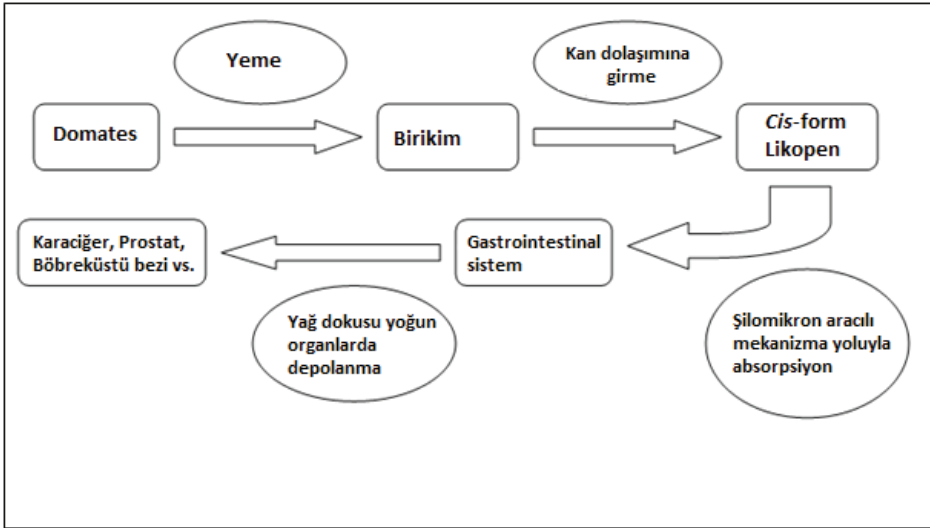 Yeme
Kan dolaşımına
girme
Domates
Birikim
Cis-form
Likopen
Karaciğer, Prostat,
Böbreküstü bezi vs.
Gastrointestinal
sistem
Yağ dokusu yoğun
organlarda
depolanma
Şilomikron aracılı
mekanizma yoluyla
absorpsiyon